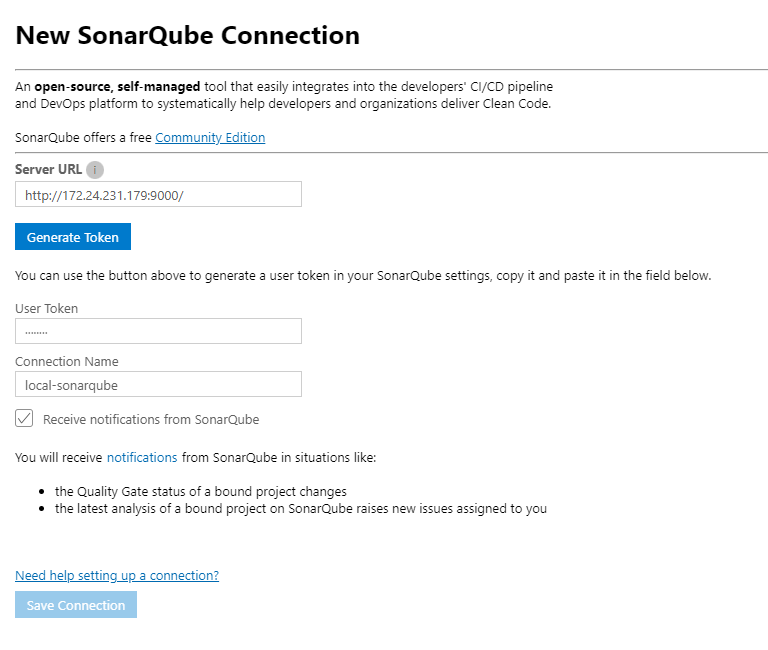 New SonarQube Connection
An open-source, self-managed tool that easily integrates into the developers' CI/CD pipeline
and DevOps platform to systematically help developers and organizations deliver Clean Code.
SonarQube offers a free Community Edition
Server URL i
http://172.24.231.179:9000/
Generate Token
You can use the button above to generate a user token in your SonarQube settings, copy it and paste it in the field below.
User Token
········
Connection Name
local-sonarqube
Receive notifications from SonarQube
You will receive notifications from SonarQube in situations like:
• the Quality Gate status of a bound project changes
• the latest analysis of a bound project on SonarQube raises new issues assigned to you
Need help setting up a connection?
Save Connection